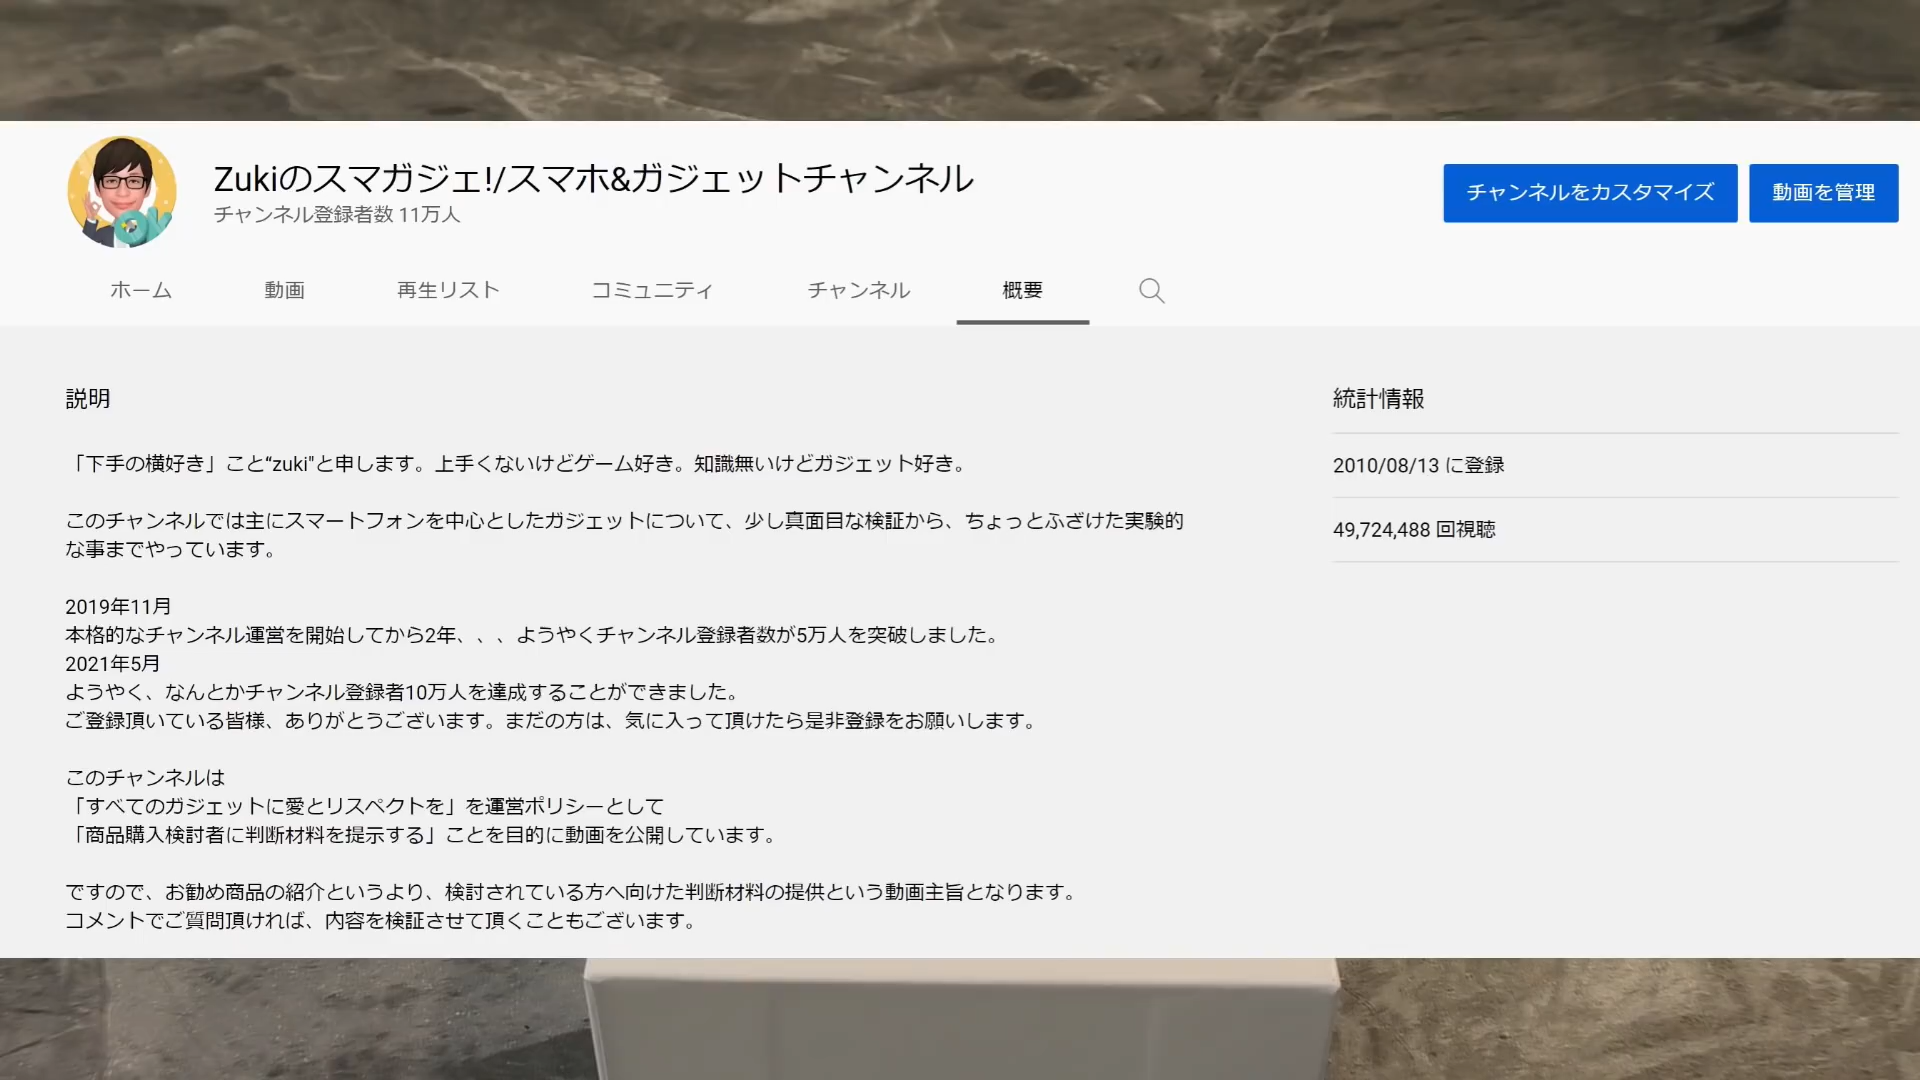 Zukiのスマガジェ!/スマホ&ガジェットチャンネル
チャンネル登録者数 11万人
チャンネルをカスタマイズ
動画を管理
ホーム
動画
再生リスト
コミュニティ
チャンネル
概要
説明
「下手の横好き」こと“zuki"と申します。上手くないけどゲーム好き。知識無いけどガジェット好き。
このチャンネルでは主にスマートフォンを中心としたガジェットについて、少し真面目な検証から、ちょっとふざけた実験的
な事までやっています。
2019年11月
本格的なチャンネル運営を開始してから2年、、、ようやくチャンネル登録者数が5万人を突破しました。
2021年5月
ようやく、なんとかチャンネル登録者10万人を達成することができました。
ご登録頂いている皆様、ありがとうございます。まだの方は、気に入って頂けたら是非登録をお願いします。
このチャンネルは
「すべてのガジェットに愛とリスペクトを」を運営ポリシーとして
「商品購入検討者に判断材料を提示する」ことを目的に動画を公開しています。
ですので、お勧め商品の紹介というより、検討されている方へ向けた判断材料の提供という動画主旨となります。
コメントでご質問頂ければ、内容を検証させて頂くこともございます。
統計情報
2010/08/13 に登録
49,724,488 回視聴